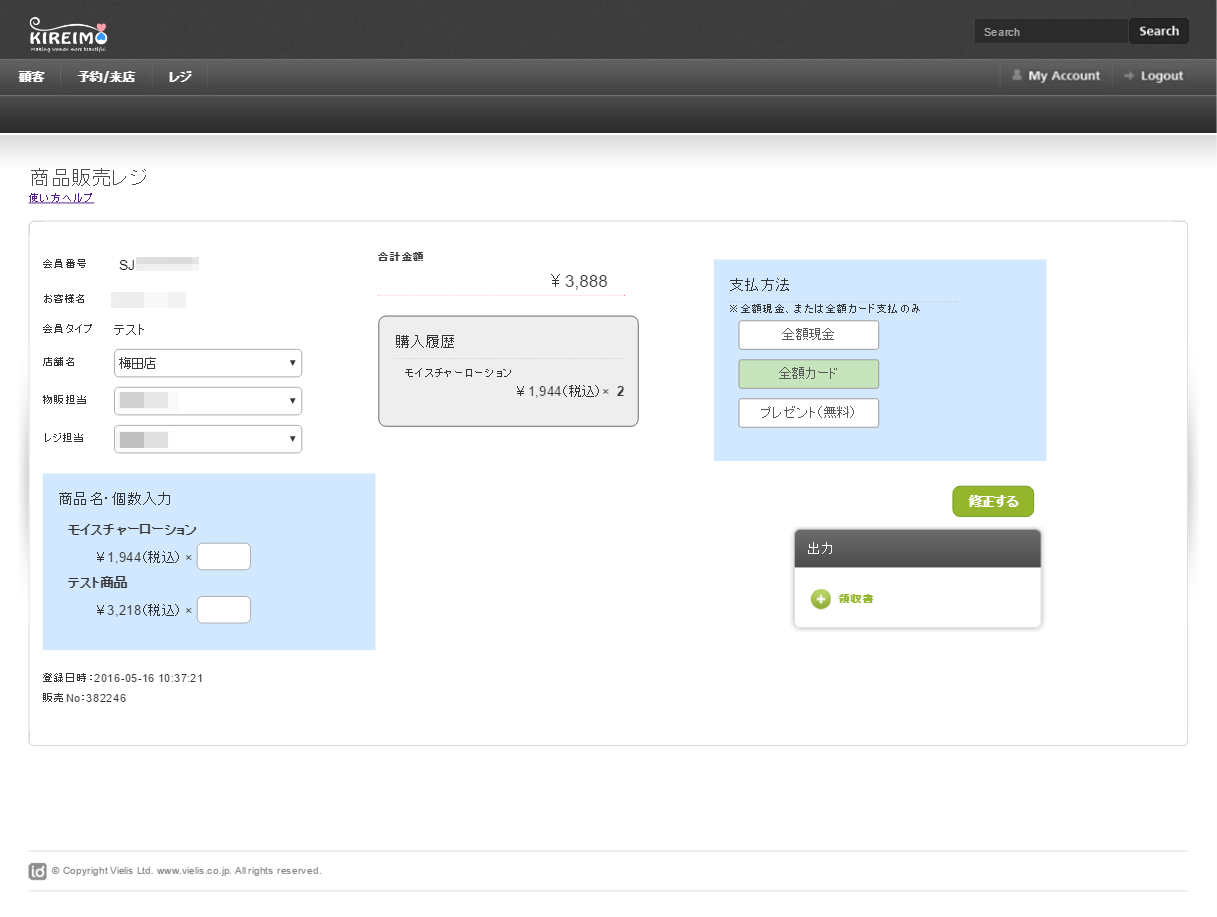 KIREIMO
making women more beautiful.
Search
Search
顧客
予約/来店
レジ
My Account
Logout
商品販売レジ
使い方ヘルプ
会員番号 SJ
お客様名
会員タイプ テスト
店舗名 梅田店
物販担当
レジ担当
商品名・個数入力
モイスチャーローション
¥1,944(税込) ×
テスト商品
¥3,218(税込) ×
登録日時:2016-05-16 10:37:21
販売No:382246
合計金額
¥ 3,888
購入履歴
モイスチャーローション
¥ 1,944(税込)× 2
支払方法
※全額現金、または全額カード支払のみ
全額現金
全額カード
プレゼント(無料)
修正する
出力
領収書
© Copyright Vielis Ltd. www.vielis.co.jp. All rights reserved.